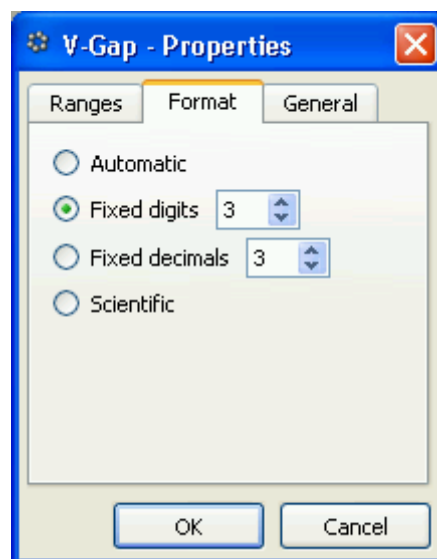 V-Gap - Properties
Ranges Format General
Automatic
Fixed digits 3
Fixed decimals 3
Scientific
OK Cancel